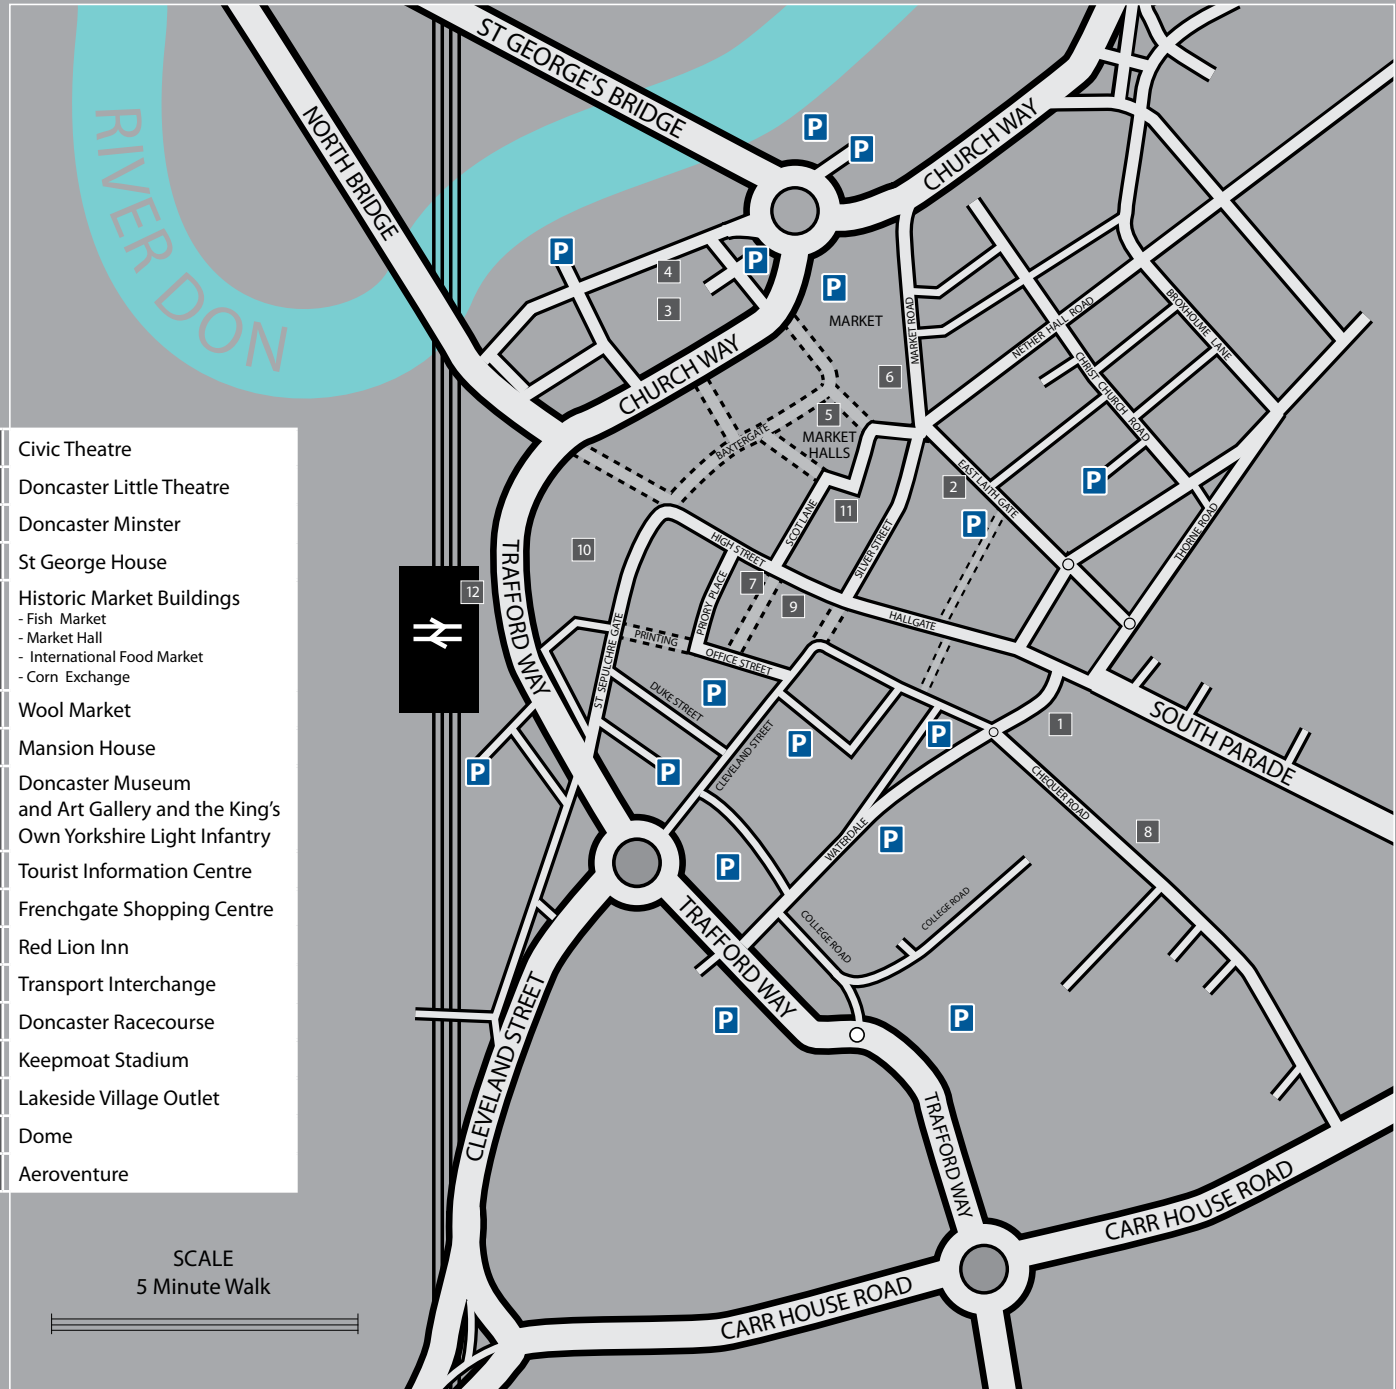 ST GEORGE'S BRIDGE
NORTH BRIDGE
RIVER DON
CHURCH WAY
P
P
P
P
P
4
3
MARKET
MARKET ROAD
6
5
MARKET
HALLS
BAXTERGATE
CHURCH WAY
NETHER HALL ROAD
BROXHOLME LANE
CHRIST CHURCH ROAD
EAST LAITH GATE
2
P
P
THORNE ROAD
11
SCOT LANE
SILVER STREET
HIGH STREET
10
12
TRAFFORD WAY
7
9
PRIORY PLACE
HALLGATE
PRINTING
OFFICE STREET
ST SEPULCHRE GATE
DUKE STREET
P
P
P
P
P
CLEVELAND STREET
1
SOUTH PARADE
CHEQUER ROAD
8
WATERDALE
P
P
COLLEGE ROAD
COLLEGE ROAD
TRAFFORD WAY
P
P
CLEVELAND STREET
TRAFFORD WAY
CARR HOUSE ROAD
CARR HOUSE ROAD
Civic Theatre
Doncaster Little Theatre
Doncaster Minster
St George House
Historic Market Buildings
- Fish Market
- Market Hall
- International Food Market
- Corn Exchange
Wool Market
Mansion House
Doncaster Museum
and Art Gallery and the King's
Own Yorkshire Light Infantry
Tourist Information Centre
Frenchgate Shopping Centre
Red Lion Inn
Transport Interchange
Doncaster Racecourse
Keepmoat Stadium
Lakeside Village Outlet
Dome
Aeroventure
SCALE
5 Minute Walk